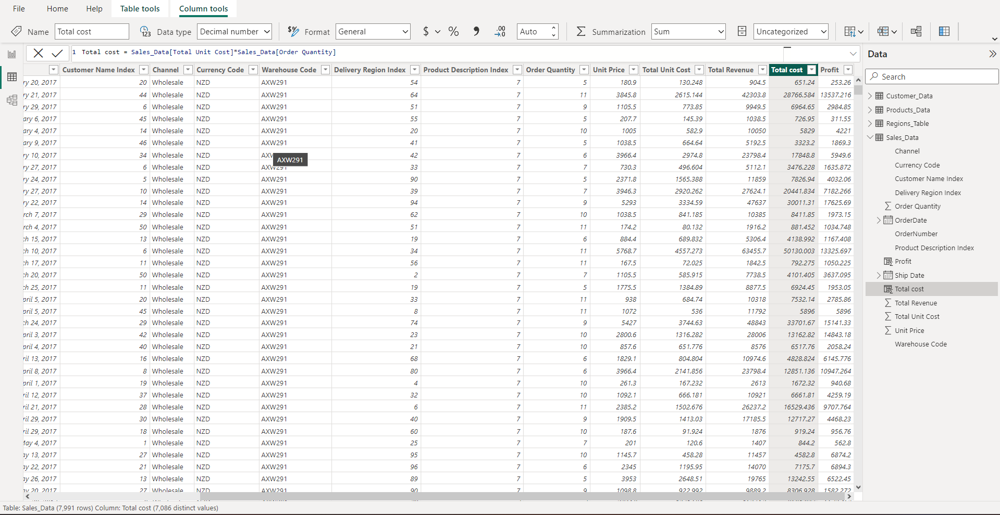 File Home Help Table tools Column tools
Name Total cost Data type Decimal number Format General $ % Auto Summarization Sum Uncategorized
1 Total cost = Sales_Data[Total Unit Cost]*Sales_Data[Order Quantity]
Customer Name Index Channel Currency Code Warehouse Code Delivery Region Index Product Description Index Order Quantity Unit Price Total Unit Cost Total Revenue Total cost Profit
ry 20, 2017 20 Wholesale NZD AXW291 54 7 5 180.9 130.248 904.5 651.24 253.26
ry 21, 2017 44 Wholesale NZD AXW291 64 7 11 3845.8 2615.144 42303.8 28766.584 13537.216
ry 29, 2017 6 Wholesale NZD AXW291 51 7 9 1105.5 773.85 9949.5 6964.65 2984.85
ary 6, 2017 45 Wholesale NZD AXW291 55 7 5 207.7 145.39 1038.5 726.95 311.55
ary 4, 2017 14 Wholesale NZD AXW291 20 7 10 1005 582.9 10050 5829 4221
ary 9, 2017 46 Wholesale NZD AXW291 41 7 5 1038.5 664.64 5192.5 3323.2 1869.3
ry 10, 2017 34 Wholesale NZD AXW 42 7 6 3966.4 2974.8 23798.4 17848.8 5949.6
AXW291
ry 27, 2017 6 Wholesale NZD AXW291 33 7 7 730.3 496.604 5112.1 3476.228 1635.872
ry 24, 2017 5 Wholesale NZD AXW291 90 7 5 2371.8 1565.388 11859 7826.94 4032.06
ry 27, 2017 10 Wholesale NZD AXW291 39 7 7 3946.3 2920.262 27624.1 20441.834 7182.266
ry 22, 2017 14 Wholesale NZD AXW291 94 7 9 5293 3334.59 47637 30011.31 17625.69
rch 7, 2017 29 Wholesale NZD AXW291 62 7 10 1038.5 841.185 10385 8411.85 1973.15
rch 4, 2017 50 Wholesale NZD AXW291 51 7 11 174.2 80.132 1916.2 881.452 1034.748
ch 15, 2017 13 Wholesale NZD AXW291 19 7 6 884.4 689.832 5306.4 4138.992 1167.408
ch 10, 2017 6 Wholesale NZD AXW291 34 7 11 5768.7 4557.273 63455.7 50130.003 13325.697
ch 17, 2017 11 Wholesale NZD AXW291 56 7 11 167.5 72.025 1842.5 792.275 1050.225
ch 20, 2017 50 Wholesale NZD AXW291 2 7 7 1105.5 585.915 7738.5 4101.405 3637.095
ch 25, 2017 11 Wholesale NZD AXW291 19 7 5 1775.5 1384.89 8877.5 6924.45 1953.05
pril 5, 2017 20 Wholesale NZD AXW291 33 7 11 938 684.74 10318 7532.14 2785.86
pril 5, 2017 45 Wholesale NZD AXW291 8 7 11 1072 536 11792 5896 5896
ch 24, 2017 29 Wholesale NZD AXW291 74 7 9 5427 3744.63 48843 33701.67 15141.33
pril 3, 2017 42 Wholesale NZD AXW291 23 7 10 2800.6 1316.282 28006 13162.82 14843.18
pril 4, 2017 40 Wholesale NZD AXW291 21 7 10 857.6 651.776 8576 6517.76 2058.24
ril 13, 2017 16 Wholesale NZD AXW291 68 7 6 1829.1 804.804 10974.6 4828.824 6145.776
pril 8, 2017 8 Wholesale NZD AXW291 80 7 6 3966.4 2141.856 23798.4 12851.136 10947.264
pril 1, 2017 19 Wholesale NZD AXW291 4 7 10 261.3 167.232 2613 1672.32 940.68
ril 12, 2017 37 Wholesale NZD AXW291 32 7 10 1092.1 666.181 10921 6661.81 4259.19
ril 21, 2017 28 Wholesale NZD AXW291 6 7 11 2385.2 1502.676 26237.2 16529.436 9707.764
ril 29, 2017 30 Wholesale NZD AXW291 40 7 9 1909.5 1413.03 17185.5 12717.27 4468.23
ril 29, 2017 18 Wholesale NZD AXW291 60 7 10 187.6 91.924 1876 919.24 956.76
May 4, 2017 1 Wholesale NZD AXW291 25 7 7 201 120.6 1407 844.2 562.8
ay 13, 2017 27 Wholesale NZD AXW291 95 7 10 1145.7 458.28 11457 4582.8 6874.2
ay 22, 2017 21 Wholesale NZD AXW291 96 7 6 2345 1195.95 14070 7175.7 6894.3
ay 26, 2017 13 Wholesale NZD AXW291 89 7 5 3953 2648.51 19765 13242.55 6522.45
ay 20, 2017 27 Wholesale NZD AXW291 90 7 9 1098.8 922.992 9889.2 8306.928 1582.272
Data
Search
Customer_Data
Products_Data
Regions_Table
Sales_Data
Channel
Currency Code
Customer Name Index
Delivery Region Index
Order Quantity
OrderDate
OrderNumber
Product Description Index
Profit
Ship Date
Total cost
Total Revenue
Total Unit Cost
Unit Price
Warehouse Code
Table: Sales_Data (7,991 rows) Column: Total cost (7,086 distinct values)